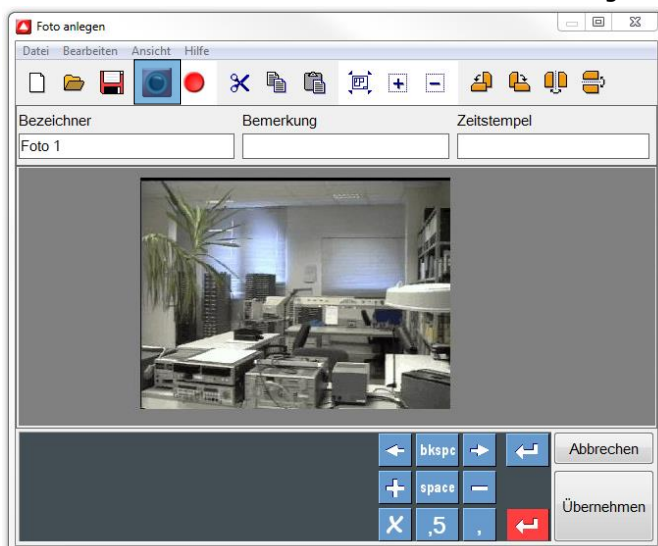 Foto anlegen
Datei Bearbeiten Ansicht Hilfe
Bezeichner Bemerkung Zeitstempel
Foto 1
bkspc Abbrechen
space
Übernehmen
X ,5 ,